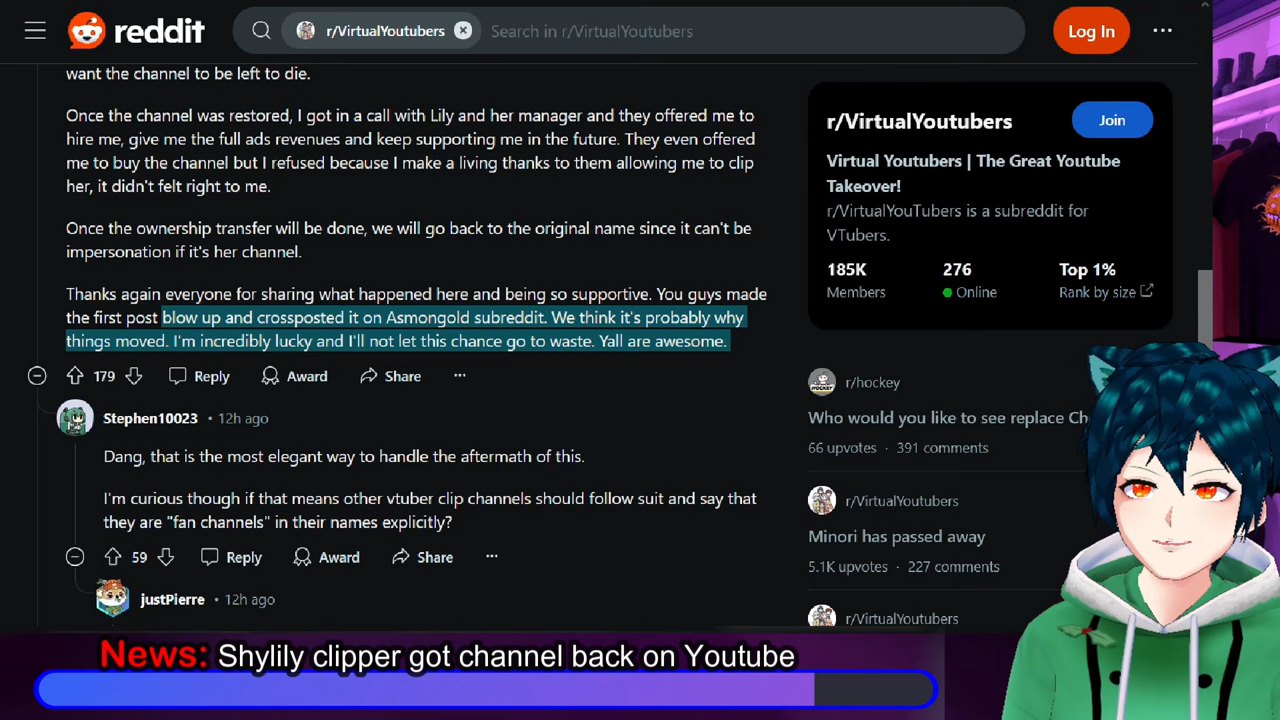 reddit
r/VirtualYoutubers
Search in r/VirtualYoutubers
Log In
want the channel to be left to die.
Once the channel was restored, I got in a call with Lily and her manager and they offered me to
hire me, give me the full ads revenues and keep supporting me in the future. They even offered
me to buy the channel but I refused because I make a living thanks to them allowing me to clip
her, it didn't felt right to me.
Once the ownership transfer will be done, we will go back to the original name since it can't be
impersonation if it's her channel.
Thanks again everyone for sharing what happened here and being so supportive. You guys made
the first post blow up and crossposted it on Asmongold subreddit. We think it's probably why
things moved. I'm incredibly lucky and I'll not let this chance go to waste. Yall are awesome.
179
Reply
Award
Share
Stephen10023 • 12h ago
Dang, that is the most elegant way to handle the aftermath of this.
I'm curious though if that means other vtuber clip channels should follow suit and say that
they are "fan channels" in their names explicitly?
59
Reply
Award
Share
justPierre • 12h ago
r/VirtualYoutubers
Join
Virtual Youtubers | The Great Youtube
Takeover!
r/VirtualYouTubers is a subreddit for
VTubers.
185K
276
Top 1%
Members
Online
Rank by size
r/hockey
Who would you like to see replace Ch
66 upvotes • 391 comments
r/VirtualYoutubers
Minori has passed away
5.1K upvotes • 227 comments
r/VirtualYoutubers
News: Shylily clipper got channel back on Youtube